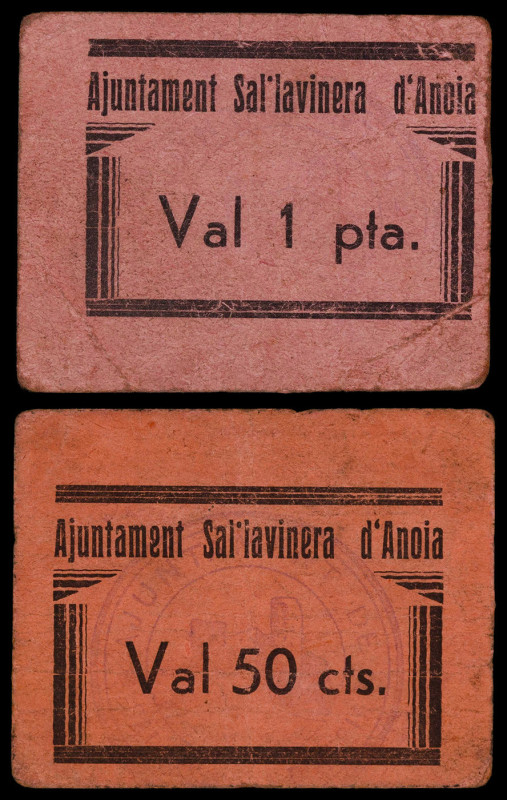 Ajuntament Sal·lavinera d'Anoia
Val 1 pta.
Ajuntament Sal·lavinera d'Anoia
Val 50 cts.